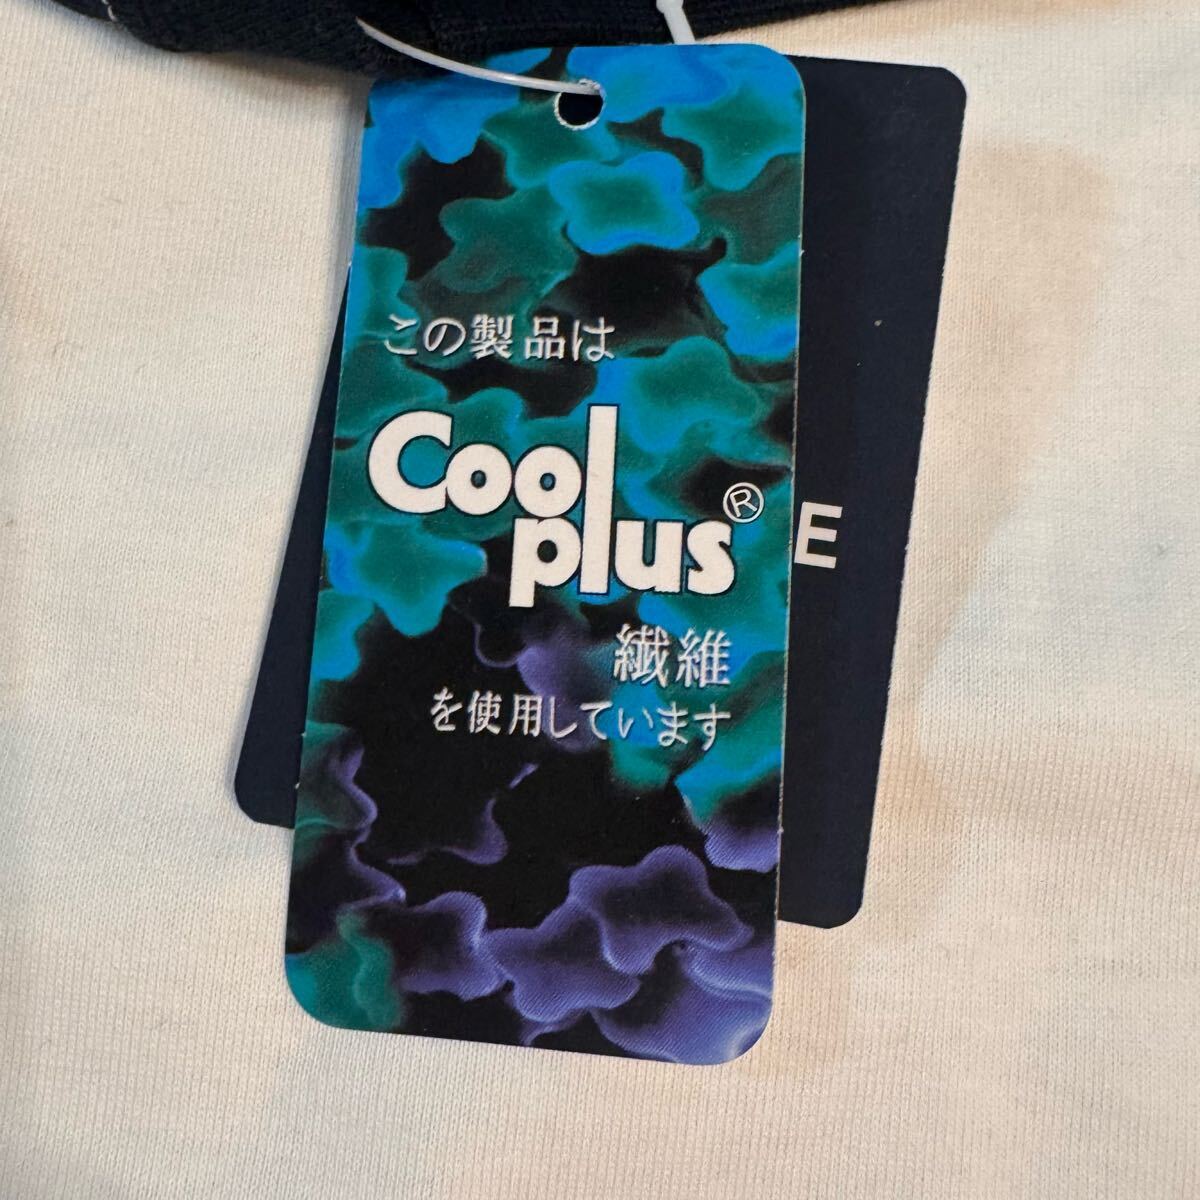 この製品は
Cool
plus®
E
繊維
を使用しています